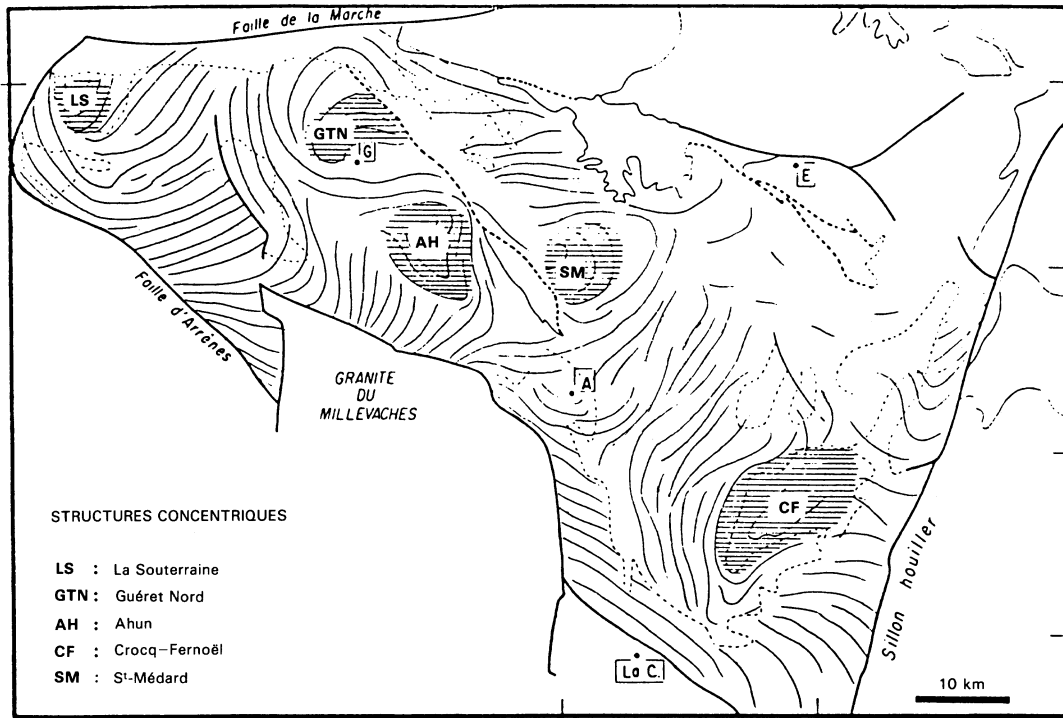 Faille de la Marche
LS
GTN
G
E
AH
SM
Faille d'Arrènes
A
GRANITE
DU
MILLEVACHES
CF
STRUCTURES CONCENTRIQUES
LS : La Souterraine
GTN : Guéret Nord
AH : Ahun
CF : Crocq–Fernoël
SM : Sᵗ-Médard
Sillon houiller
La C.
10 km